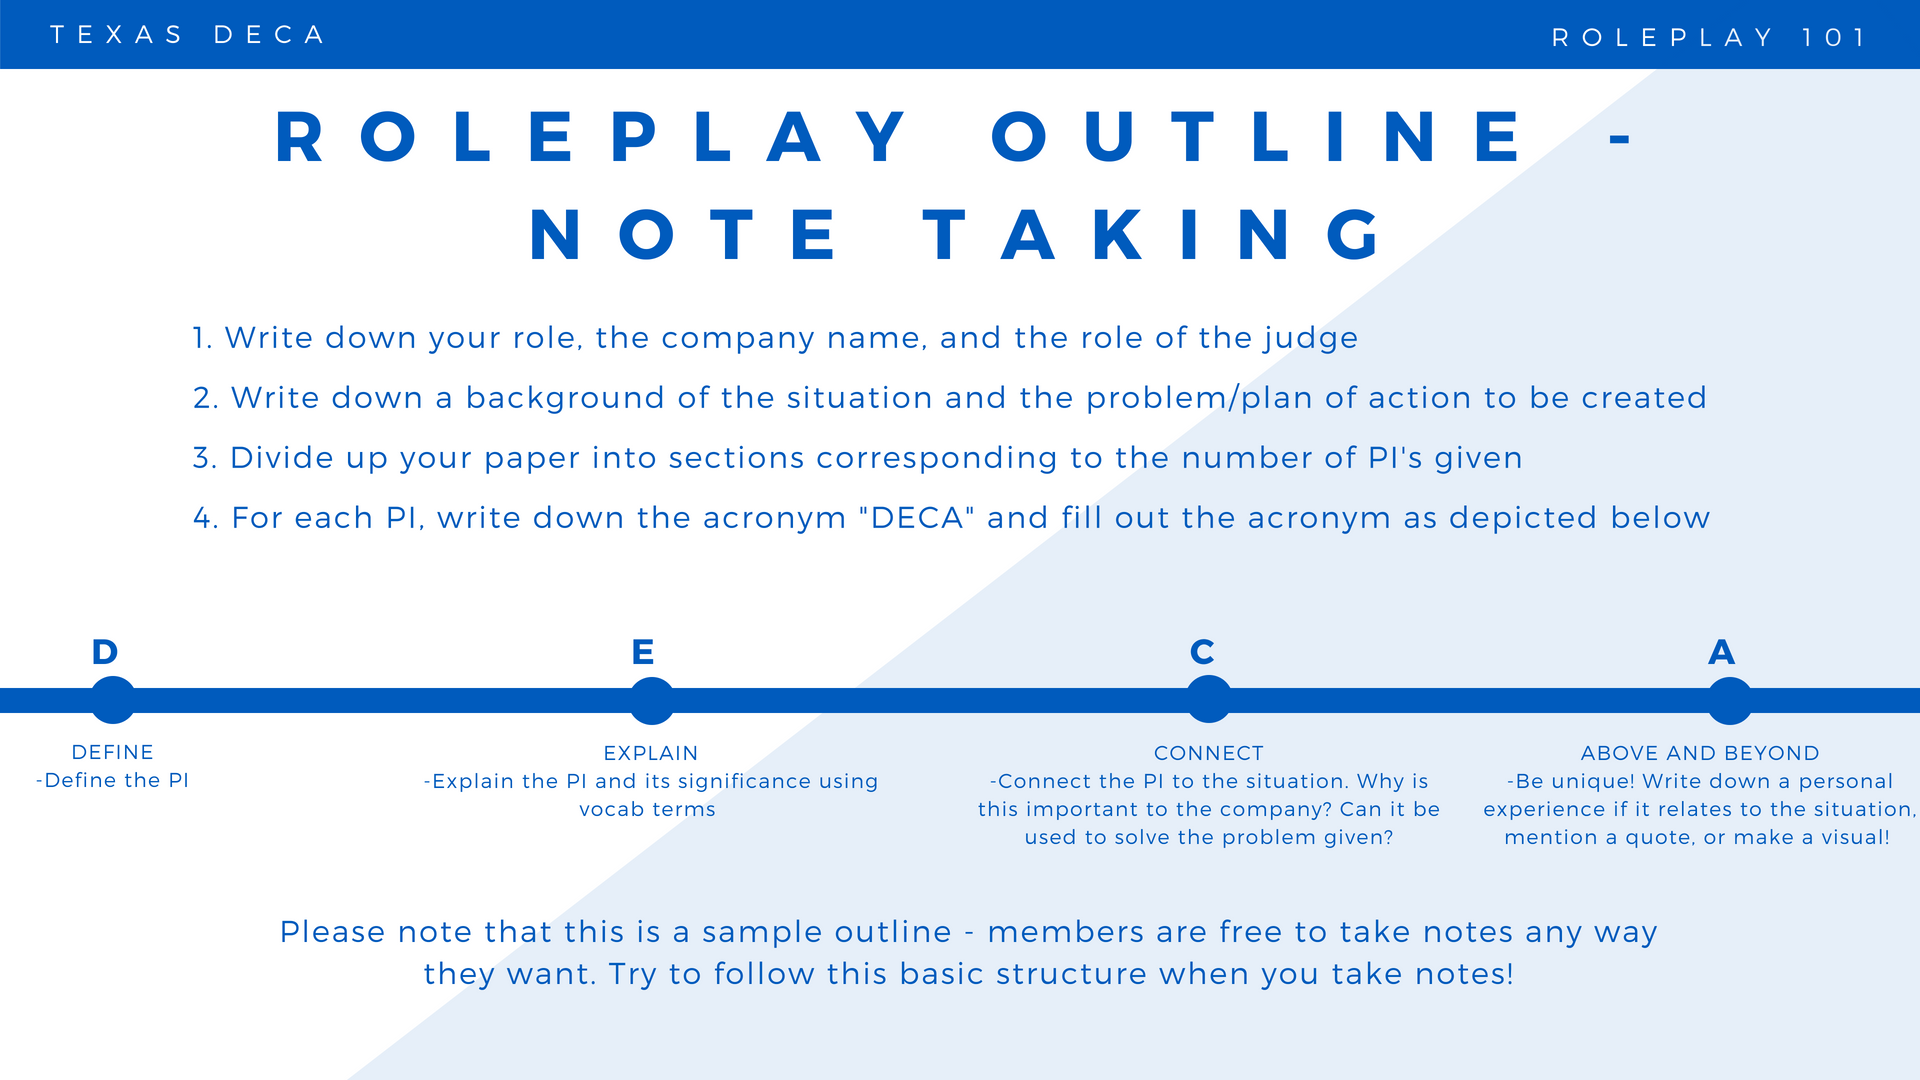 TEXAS DECA
ROLEPLAY 101
ROLEPLAY OUTLINE -
NOTE TAKING
1. Write down your role, the company name, and the role of the judge
2. Write down a background of the situation and the problem/plan of action to be created
3. Divide up your paper into sections corresponding to the number of PI's given
4. For each PI, write down the acronym "DECA" and fill out the acronym as depicted below
D
DEFINE
-Define the PI
E
EXPLAIN
-Explain the PI and its significance using
vocab terms
C
CONNECT
-Connect the PI to the situation. Why is
this important to the company? Can it be
used to solve the problem given?
A
ABOVE AND BEYOND
-Be unique! Write down a personal
experience if it relates to the situation,
mention a quote, or make a visual!
Please note that this is a sample outline - members are free to take notes any way
they want. Try to follow this basic structure when you take notes!